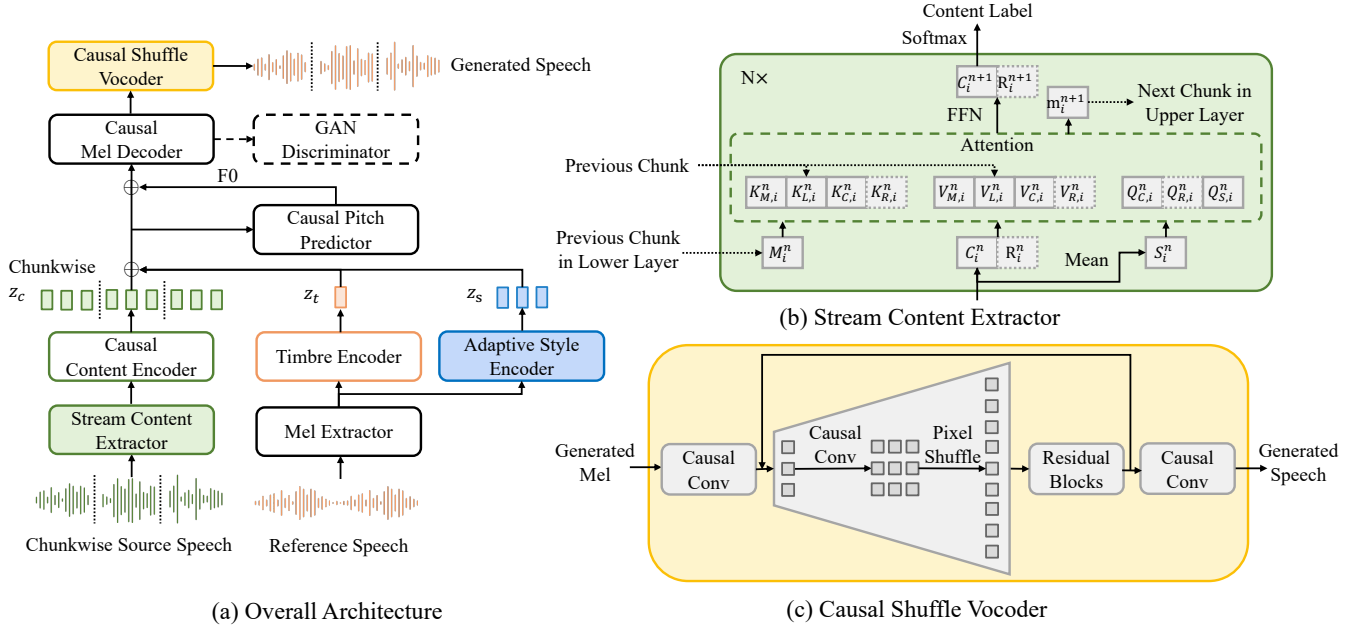 Causal Shuffle
Vocoder
Generated Speech
Causal
Mel Decoder
GAN
Discriminator
F0
Causal Pitch
Predictor
Chunkwise
z_c
z_t
z_s
Causal
Content Encoder
Timbre Encoder
Adaptive Style
Encoder
Stream Content
Extractor
Mel Extractor
Chunkwise Source Speech
Reference Speech
(a) Overall Architecture
Content Label
Softmax
N×
C_i^{n+1} R_i^{n+1}
m_i^{n+1}
Next Chunk in
Upper Layer
FFN
Attention
Previous Chunk
K_{M,i}^n K_{L,i}^n K_{C,i}^n K_{R,i}^n
V_{M,i}^n V_{L,i}^n V_{C,i}^n V_{R,i}^n
Q_{C,i}^n Q_{R,i}^n Q_{S,i}^n
Previous Chunk
in Lower Layer
M_i^n
C_i^n R_i^n
Mean
S_i^n
(b) Stream Content Extractor
Generated
Mel
Causal
Conv
Causal
Conv
Pixel
Shuffle
Residual
Blocks
Causal
Conv
Generated
Speech
(c) Causal Shuffle Vocoder